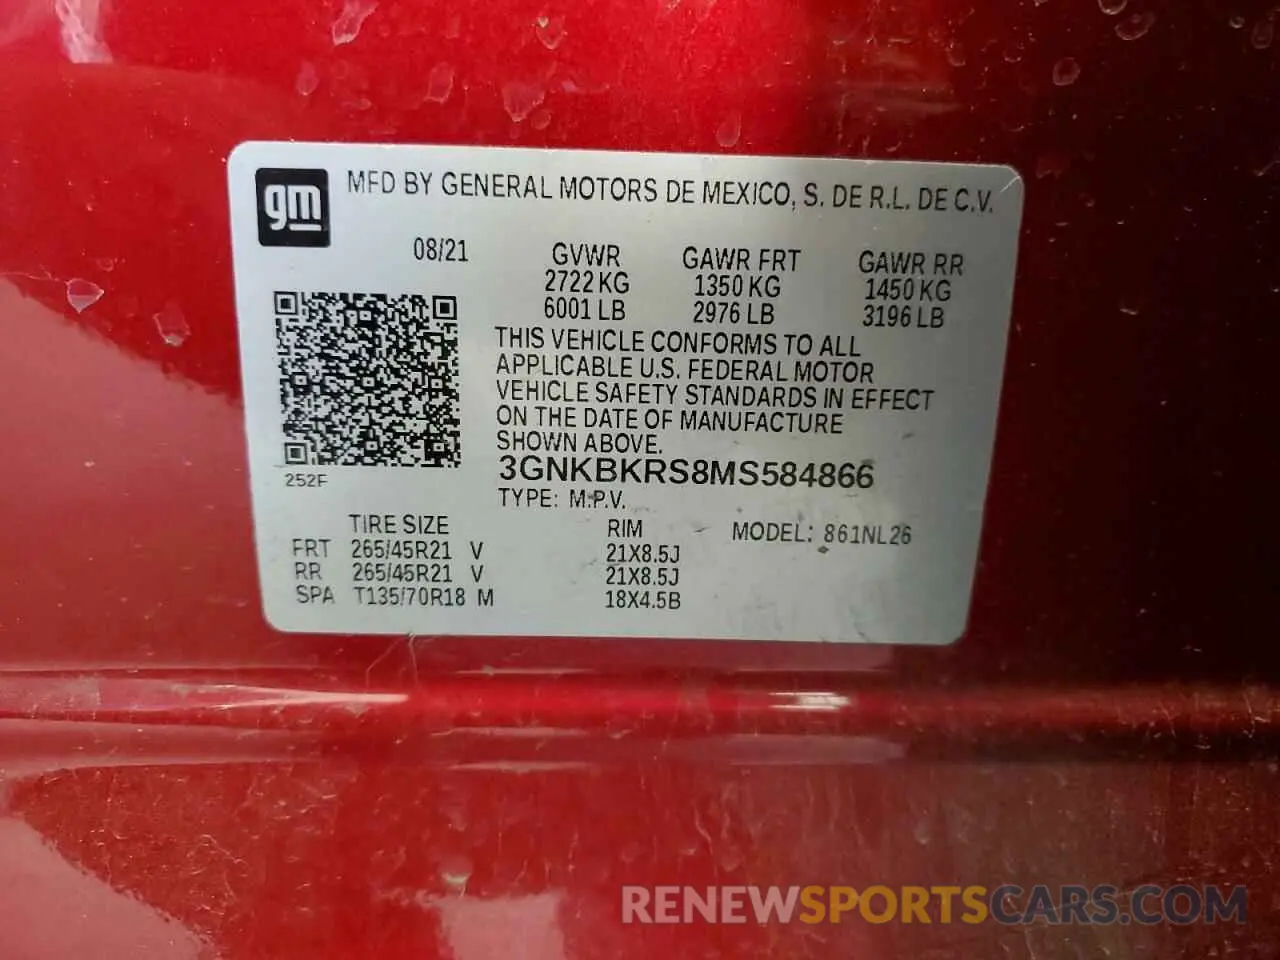 gm MFD BY GENERAL MOTORS DE MEXICO, S. DE R.L. DE C.V.
08/21 GVWR GAWR FRT GAWR RR
2722 KG 1350 KG 1450 KG
6001 LB 2976 LB 3196 LB
THIS VEHICLE CONFORMS TO ALL
APPLICABLE U.S. FEDERAL MOTOR
VEHICLE SAFETY STANDARDS IN EFFECT
ON THE DATE OF MANUFACTURE
SHOWN ABOVE.
252F 3GNKBKRS8MS584866
TYPE: M.P.V.
TIRE SIZE RIM MODEL: 861NL26
FRT 265/45R21 V 21X8.5J
RR 265/45R21 V 21X8.5J
SPA T135/70R18 M 18X4.5B
RENEWSPORTSCARS.COM